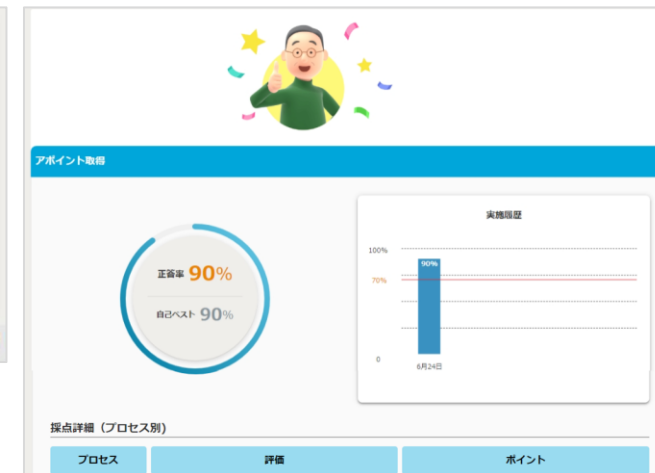 アポイント取得
実施履歴
正答率 90%
自己ベスト 90%
100%
90%
70%
0
6月24日
採点詳細（プロセス別)
プロセス 評価 ポイント